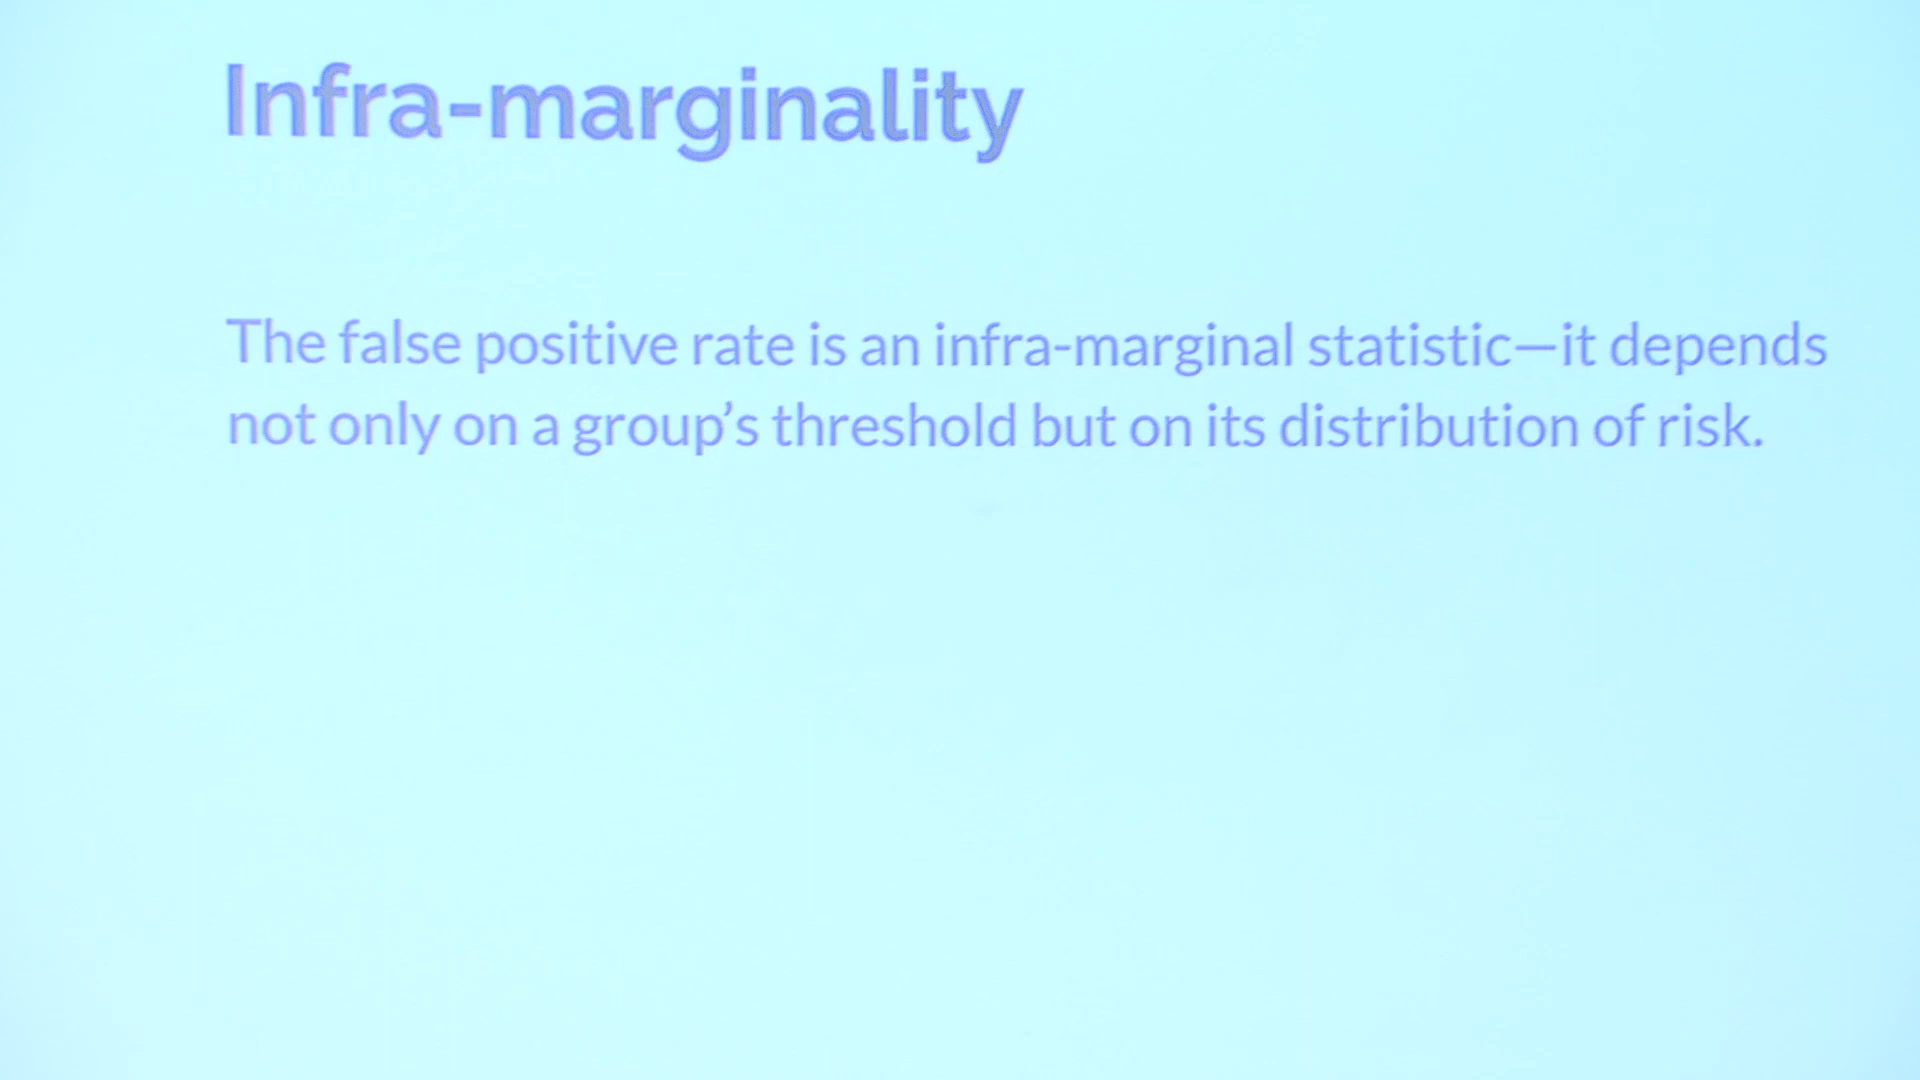 Infra-marginality
The false positive rate is an infra-marginal statistic—it depends
not only on a group’s threshold but on its distribution of risk.